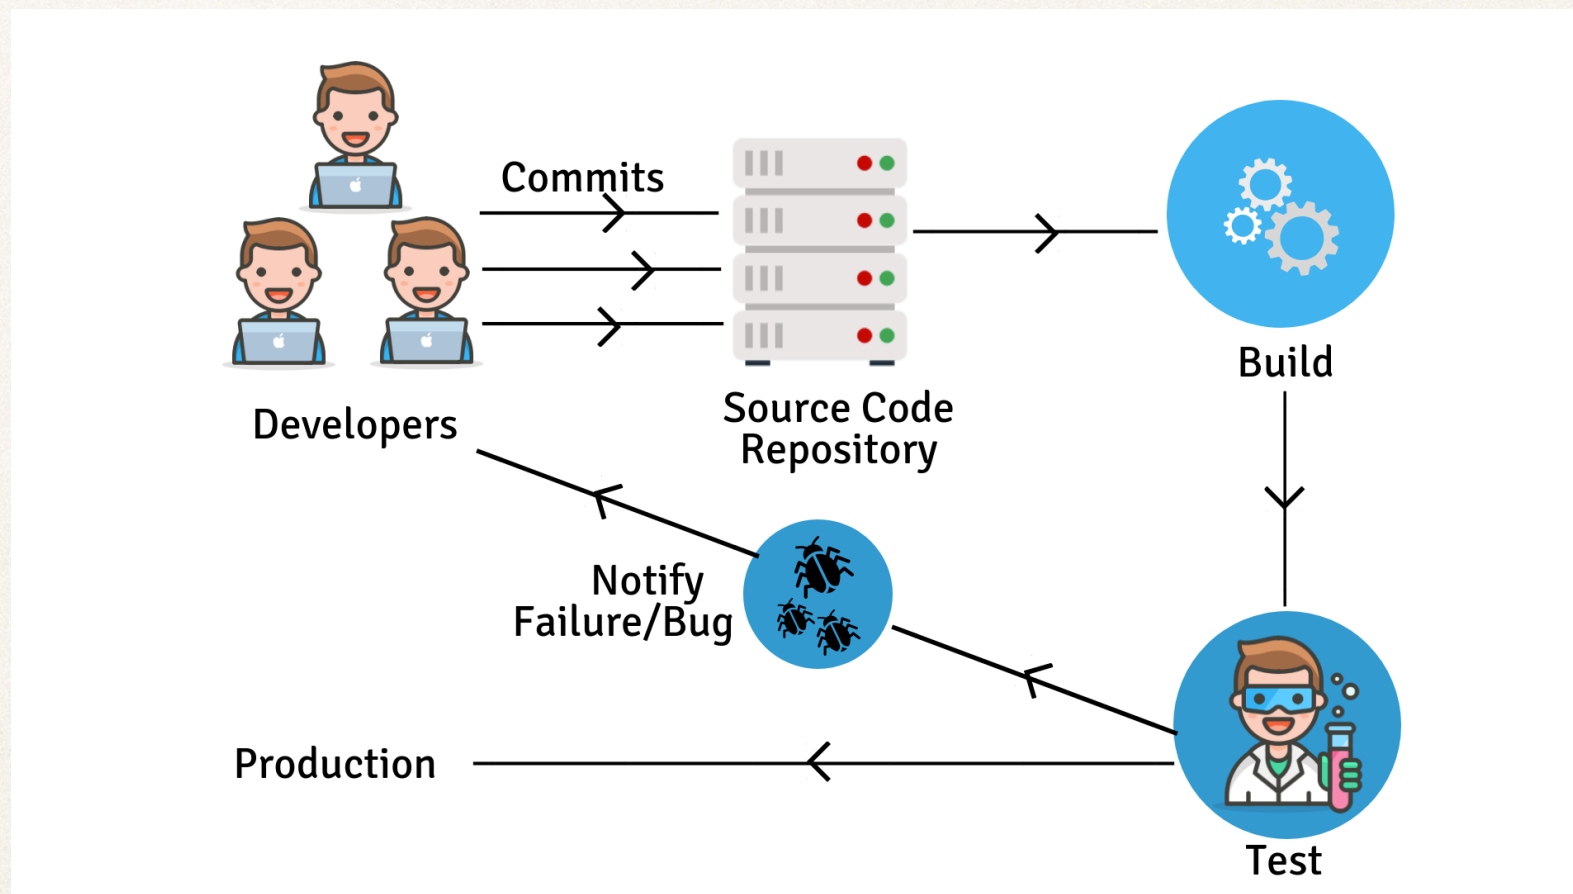 Commits
Source Code
Repository
Build
Developers
Notify
Failure/Bug
Production
Test